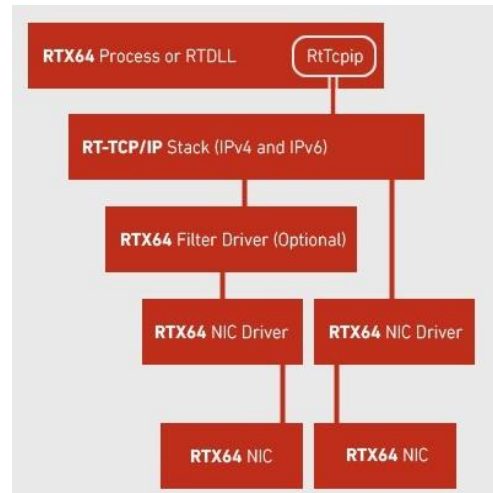 RTX64 Process or RTDLL
RtTcpip
RT-TCP/IP Stack (IPv4 and IPv6)
RTX64 Filter Driver (Optional)
RTX64 NIC Driver
RTX64 NIC Driver
RTX64 NIC
RTX64 NIC